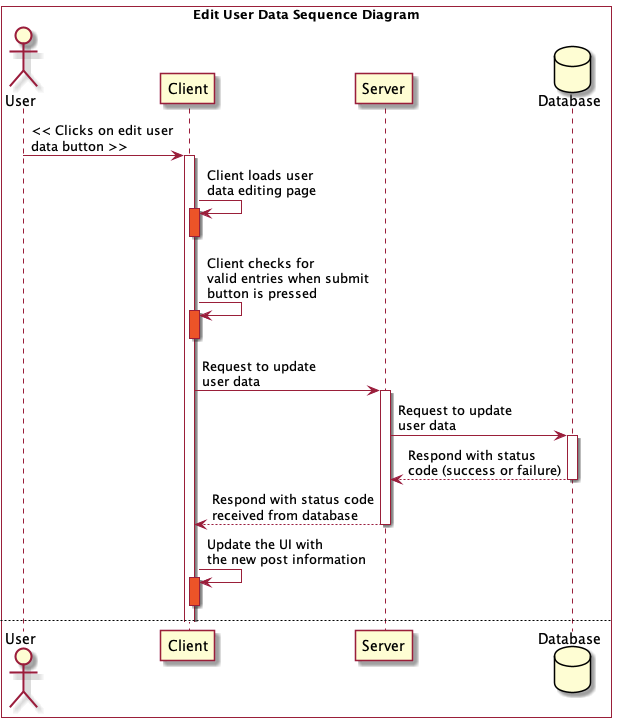 Edit User Data Sequence Diagram
User
Client
Server
Database
<< Clicks on edit user
data button >>
Client loads user
data editing page
Client checks for
valid entries when submit
button is pressed
Request to update
user data
Request to update
user data
Respond with status
code (success or failure)
Respond with status code
received from database
Update the UI with
the new post information
User
Client
Server
Database